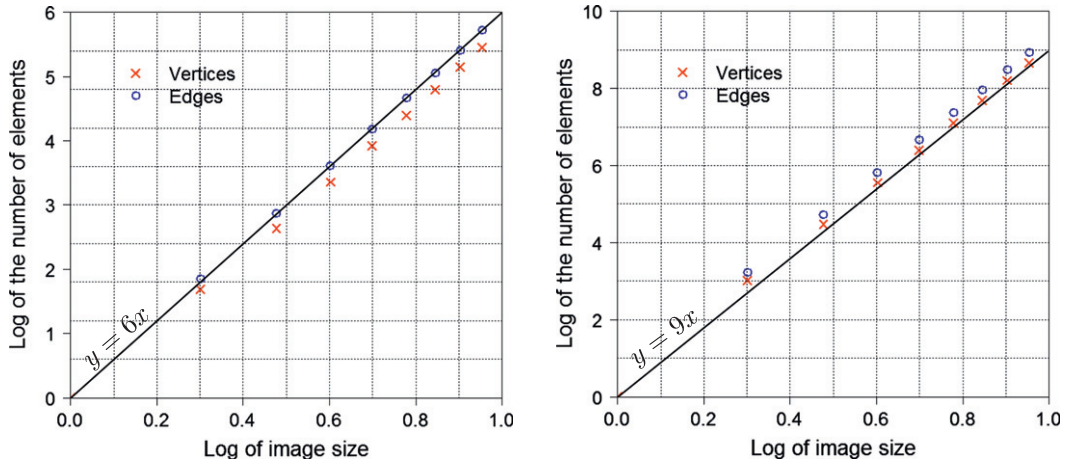 6
5
4
3
2
1
0
Log of the number of elements
× Vertices
o Edges
y = 6x
0.0 0.2 0.4 0.6 0.8 1.0
Log of image size
10
8
6
4
2
0
Log of the number of elements
× Vertices
o Edges
y = 9x
0.0 0.2 0.4 0.6 0.8 1.0
Log of image size